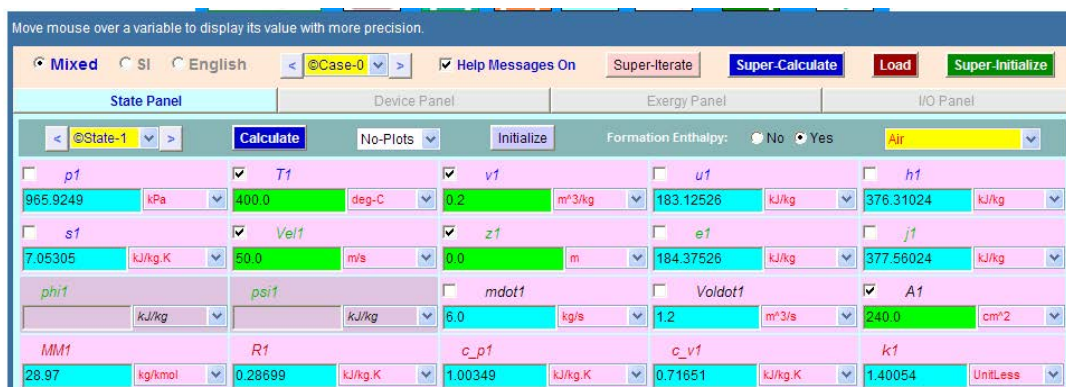 Move mouse over a variable to display its value with more precision.
Mixed SI English < ©Case-0 > Help Messages On Super-Iterate Super-Calculate Load Super-Initialize
State Panel Device Panel Exergy Panel I/O Panel
< ©State-1 > Calculate No-Plots Initialize Formation Enthalpy: No Yes Air
p1 T1 v1 u1 h1
965.9249 kPa 400.0 deg-C 0.2 m^3/kg 183.12526 kJ/kg 376.31024 kJ/kg
s1 Vel1 z1 e1 j1
7.05305 kJ/kg.K 50.0 m/s 0.0 m 184.37526 kJ/kg 377.56024 kJ/kg
phi1 psi1 mdot1 Voldot1 A1
kJ/kg kJ/kg 6.0 kg/s 1.2 m^3/s 240.0 cm^2
MM1 R1 c_p1 c_v1 k1
28.97 kg/kmol 0.28699 kJ/kg.K 1.00349 kJ/kg.K 0.71651 kJ/kg.K 1.40054 UnitLess